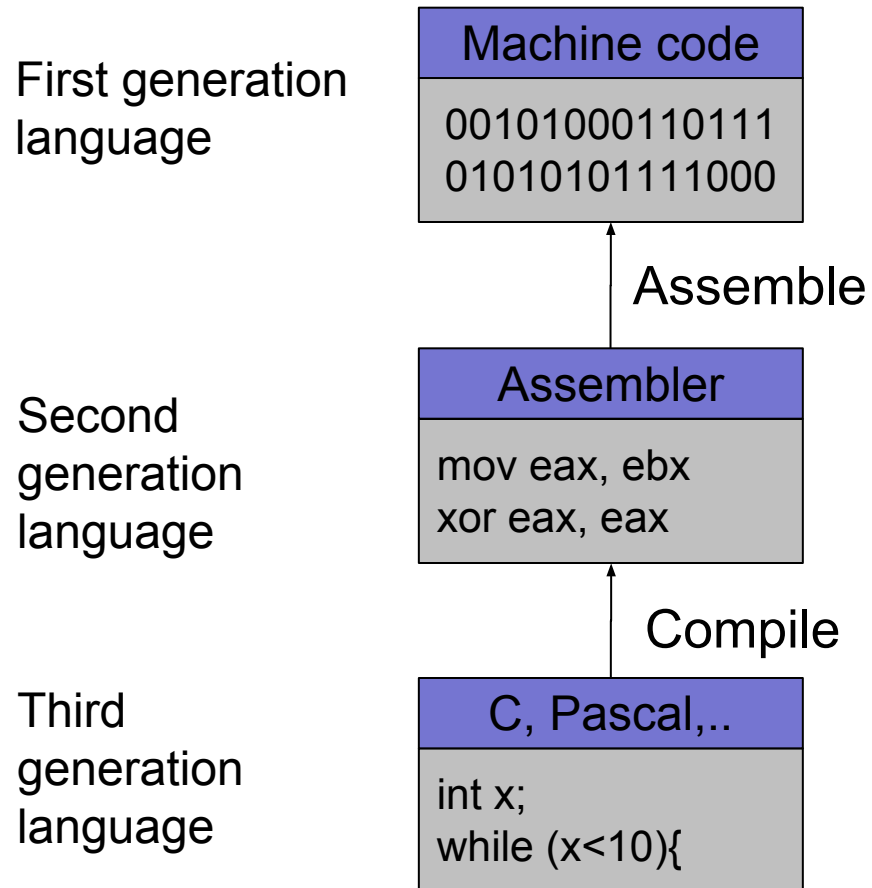 First generation
language
Machine code
00101000110111
01010101111000
Assemble
Second
generation
language
Assembler
mov eax, ebx
xor eax, eax
Compile
Third
generation
language
C, Pascal,..
int x;
while (x<10){